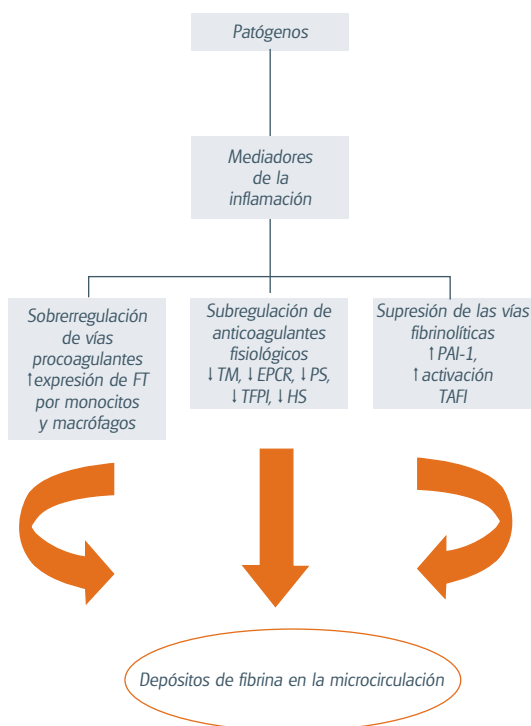 Patógenos
Mediadores
de la
inflamación
Sobrerregulación
de vías
procoagulantes
↑expresión de FT
por monocitos
y macrófagos
Subregulación de
anticoagulantes
fisiológicos
↓TM, ↓EPCR, ↓PS,
↓TFPI, ↓HS
Supresión de las vías
fibrinolíticas
↑PAI-1,
↑activación
TAFI
Depósitos de fibrina en la microcirculación